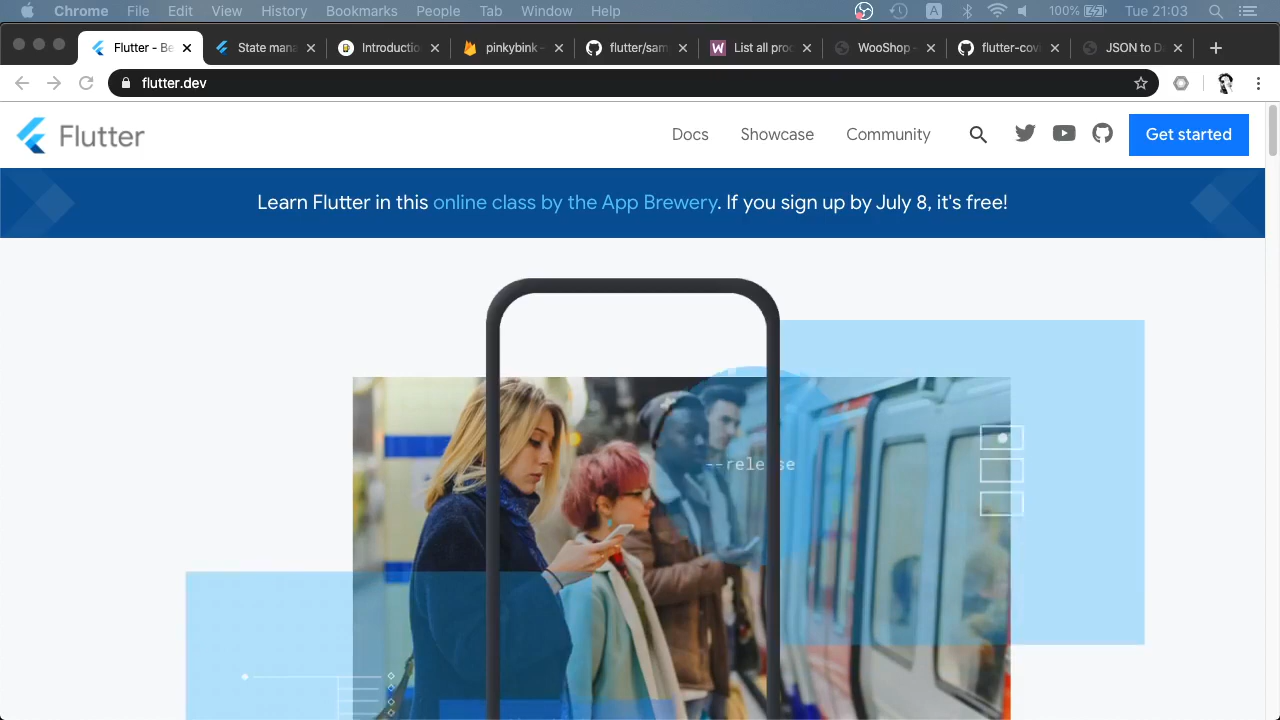 Chrome File Edit View History Bookmarks People Tab Window Help A 100% Tue 21:03
Flutter - Be State mana Introductio pinkybink flutter/sam List all proc WooShop - flutter-covi JSON to D
flutter.dev
Flutter Docs Showcase Community Get started
Learn Flutter in this online class by the App Brewery. If you sign up by July 8, it's free!
--release